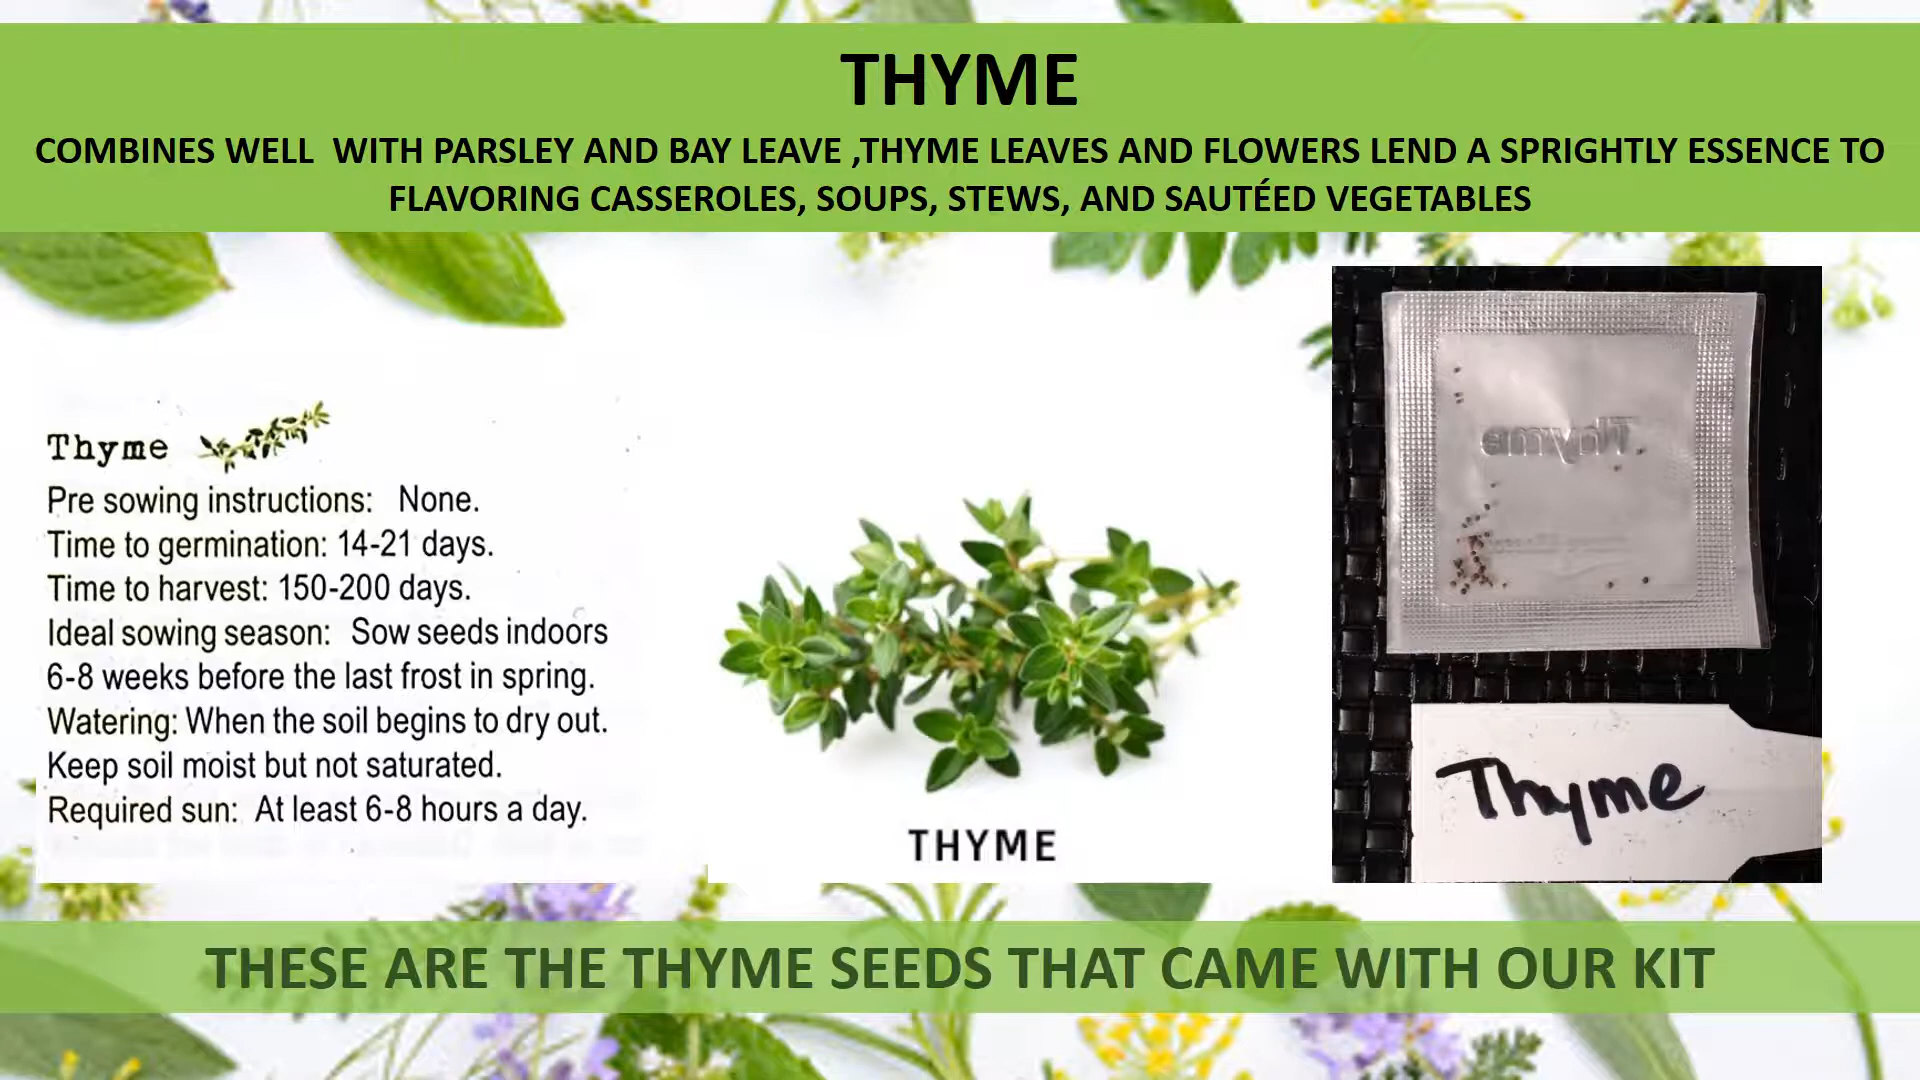 THYME
COMBINES WELL  WITH PARSLEY AND BAY LEAVE ,THYME LEAVES AND FLOWERS LEND A SPRIGHTLY ESSENCE TO
FLAVORING CASSEROLES, SOUPS, STEWS, AND SAUTÉED VEGETABLES
Thyme
Pre sowing instructions: None.
Time to germination: 14-21 days.
Time to harvest: 150-200 days.
Ideal sowing season: Sow seeds indoors
6-8 weeks before the last frost in spring.
Watering: When the soil begins to dry out.
Keep soil moist but not saturated.
Required sun: At least 6-8 hours a day.
THYME
Thyme
Thyme
THESE ARE THE THYME SEEDS THAT CAME WITH OUR KIT